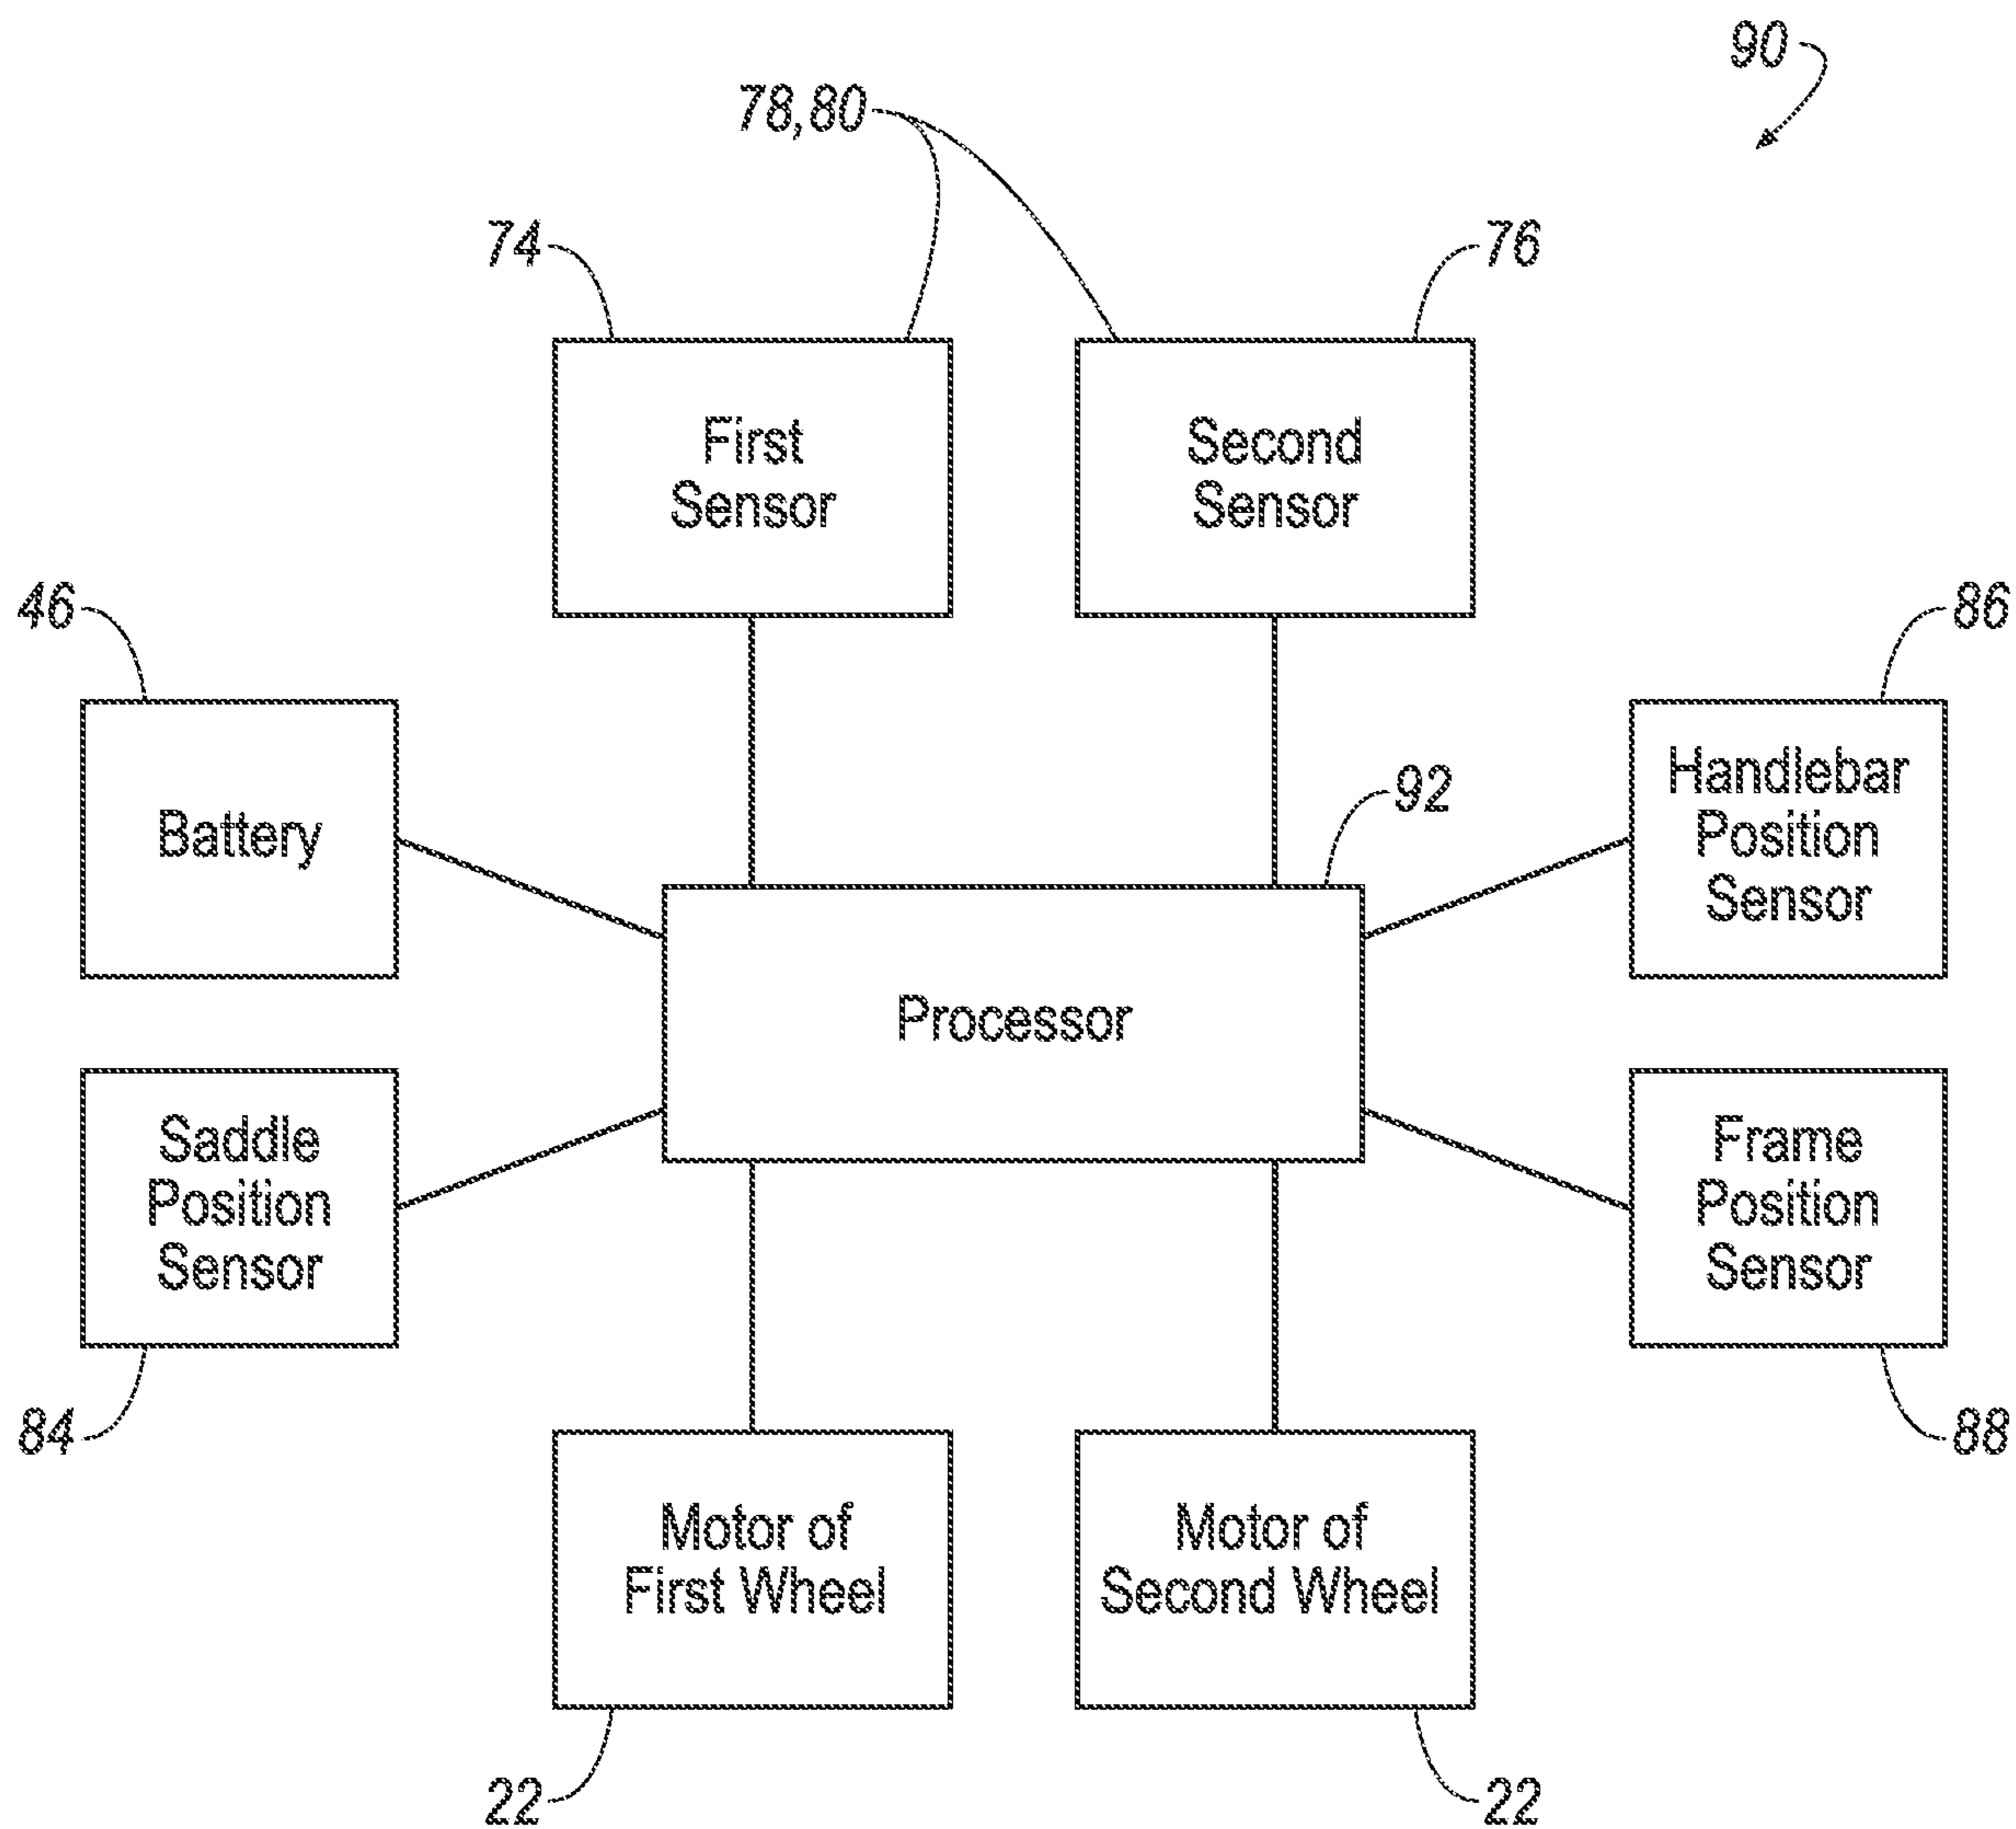 90
78,80
74
76
First
Sensor
Second
Sensor
46
86
Battery
Handlebar
Position
Sensor
92
Processor
Saddle
Position
Sensor
Frame
Position
Sensor
84
88
Motor of
First Wheel
Motor of
Second Wheel
22
22